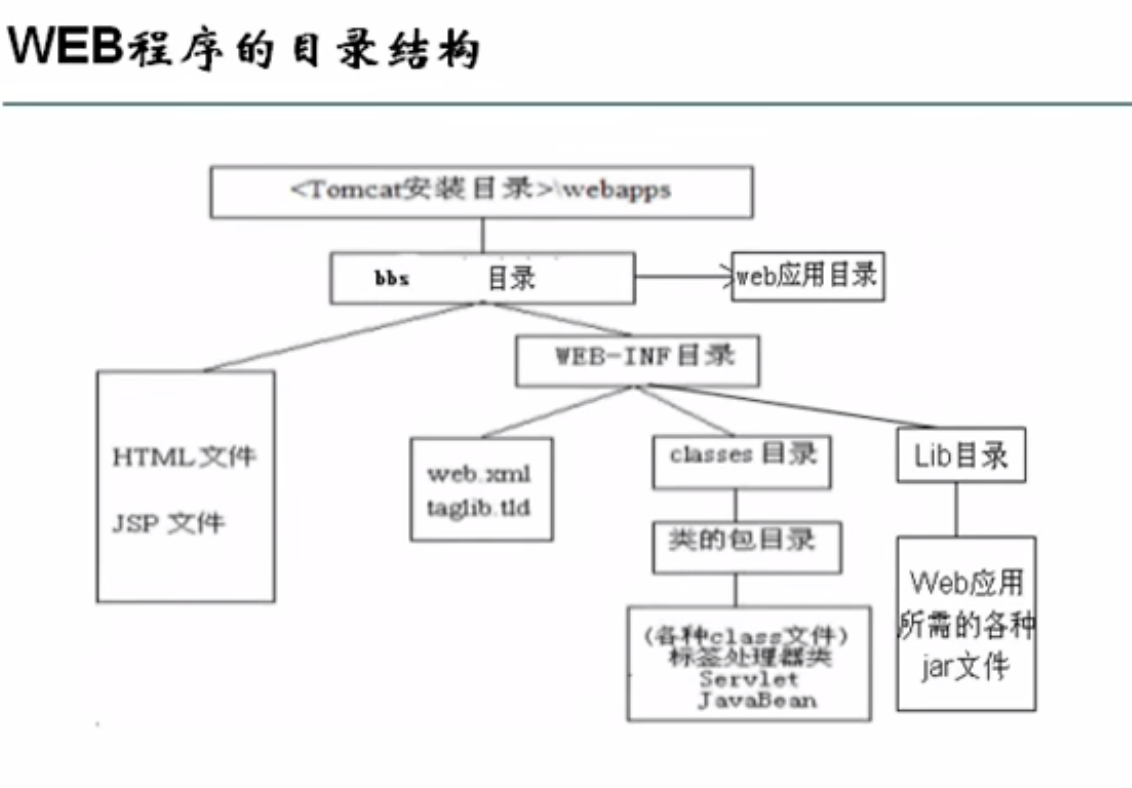 WEB程序的目录结构
<Tomcat安装目录>\webapps
bbs 目录
web应用目录
WEB-INF目录
HTML文件
JSP 文件
web.xml
taglib.tld
classes 目录
Lib目录
类的包目录
(各种class文件)
标签处理器类
Servlet
JavaBean
Web应用
所需的各种
jar文件